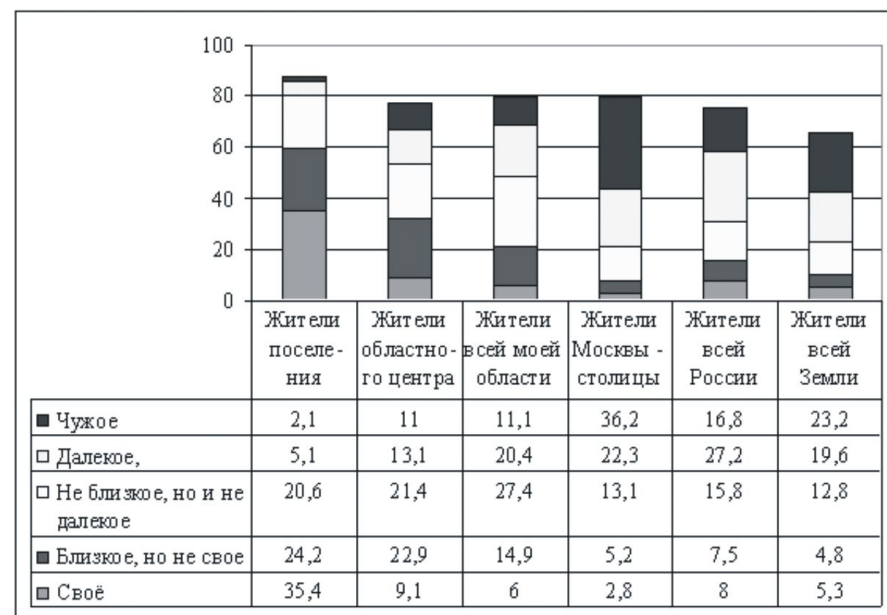 100
80
60
40
20
0
Жители поселе- ния
Жители областно- го центра
Жители всей моей области
Жители Москвы - столицы
Жители всей России
Жители всей Земли
Чужое 2,1 11 11,1 36,2 16,8 23,2
Далекое, 5,1 13,1 20,4 22,3 27,2 19,6
Не близкое, но и не 20,6 21,4 27,4 13,1 15,8 12,8
далекое
Близкое, но не свое 24,2 22,9 14,9 5,2 7,5 4,8
Своё 35,4 9,1 6 2,8 8 5,3